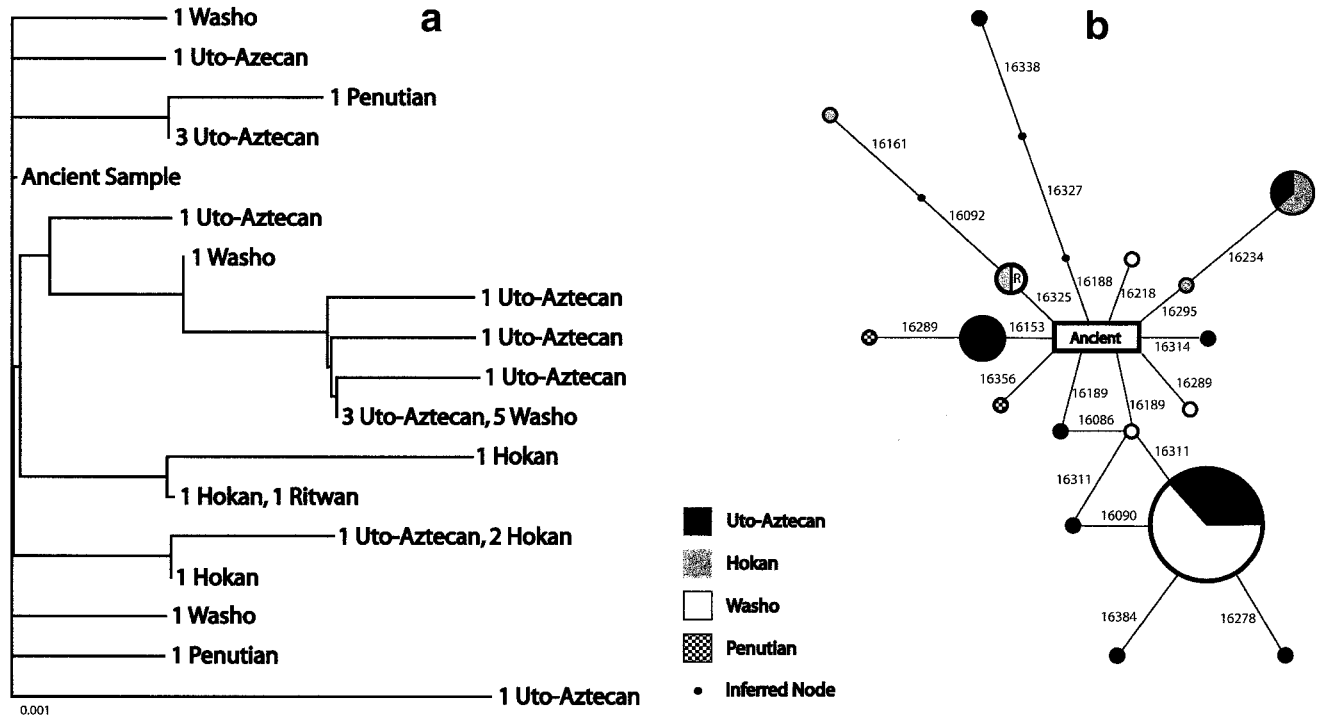 a
1 Washo
1 Uto-Azecan
1 Penutian
3 Uto-Aztecan
Ancient Sample
1 Uto-Aztecan
1 Washo
1 Uto-Aztecan
1 Uto-Aztecan
1 Uto-Aztecan
3 Uto-Aztecan, 5 Washo
1 Hokan
1 Hokan, 1 Ritwan
1 Uto-Aztecan, 2 Hokan
1 Hokan
1 Washo
1 Penutian
1 Uto-Aztecan
0.001
b
16338
16161
16327
16092
16234
R
16188
16218
16325
16295
16289
16153
Ancient
16314
16356
16289
16189
16189
16086
16311
16311
16090
16384
16278
Uto-Aztecan
Hokan
Washo
Penutian
Inferred Node